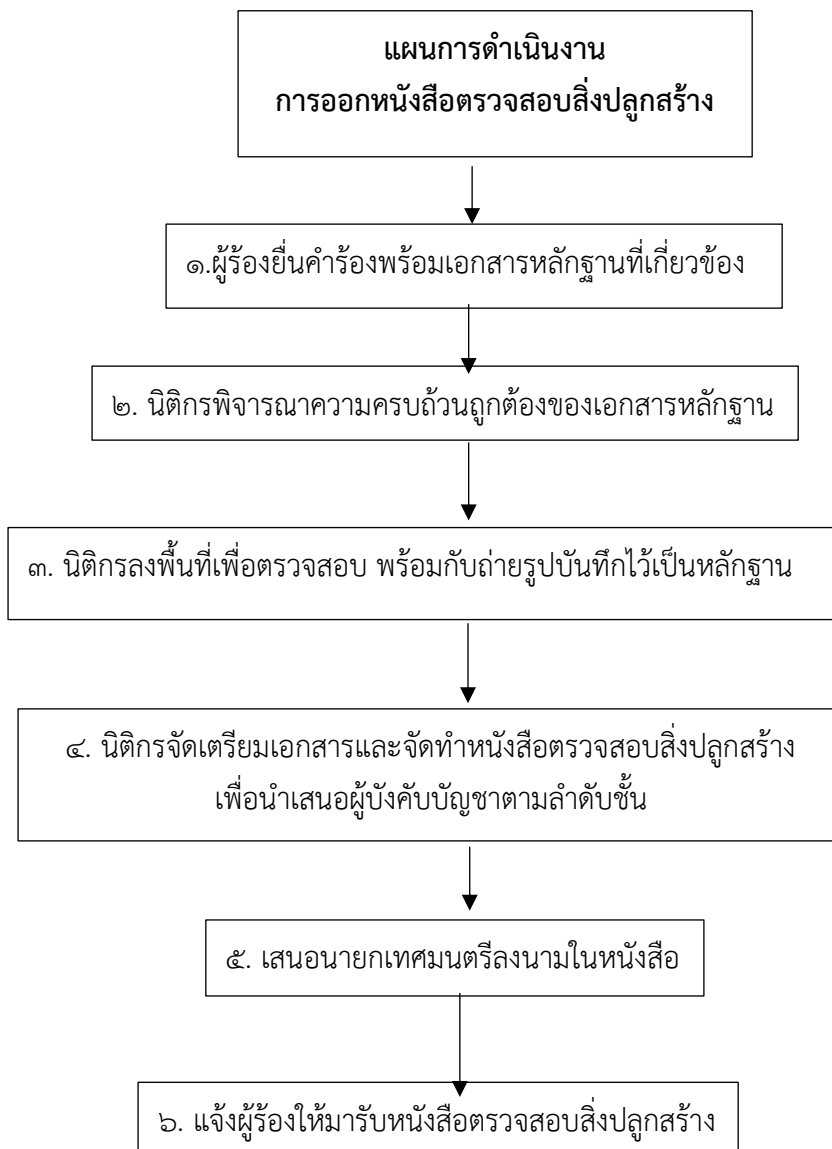 แผนการดำเนินงาน
การออกหนังสือตรวจสอบสิ่งปลูกสร้าง
๑.ผู้ร้องยื่นคำร้องพร้อมเอกสารหลักฐานที่เกี่ยวข้อง
๒. นิติกรพิจารณาความครบถ้วนถูกต้องของเอกสารหลักฐาน
๓. นิติกรลงพื้นที่เพื่อตรวจสอบ พร้อมกับถ่ายรูปบันทึกไว้เป็นหลักฐาน
๔. นิติกรจัดเตรียมเอกสารและจัดทำหนังสือตรวจสอบสิ่งปลูกสร้าง
เพื่อนำเสนอผู้บังคับบัญชาตามลำดับชั้น
๕. เสนอนายกเทศมนตรีลงนามในหนังสือ
๖. แจ้งผู้ร้องให้มารับหนังสือตรวจสอบสิ่งปลูกสร้าง